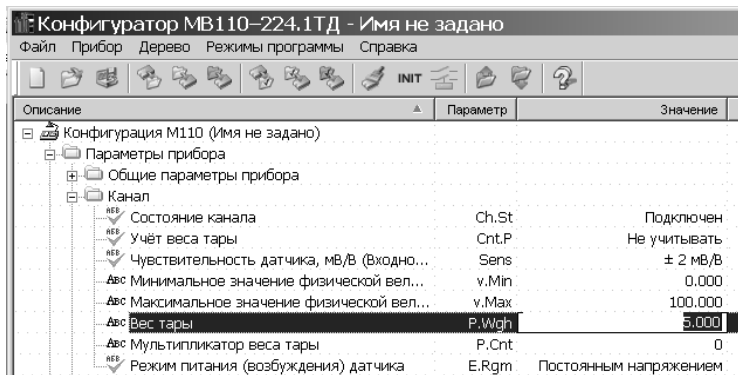 Конфигуратор МВ110–224.1ТД - Имя не задано
Файл Прибор Дерево Режимы программы Справка
INIT
Описание Параметр Значение
Конфигурация М110 (Имя не задано)
Параметры прибора
Общие параметры прибора
Канал
Состояние канала Ch.St Подключен
Учёт веса тары Cnt.P Не учитывать
Чувствительность датчика, мВ/В (Входно... Sens ± 2 мВ/В
Минимальное значение физической вел... v.Min 0.000
Максимальное значение физической вел... v.Max 100.000
Вес тары P.Wgh 5.000
Мультипликатор веса тары P.Cnt 0
Режим питания (возбуждения) датчика E.Rgm Постоянным напряжением